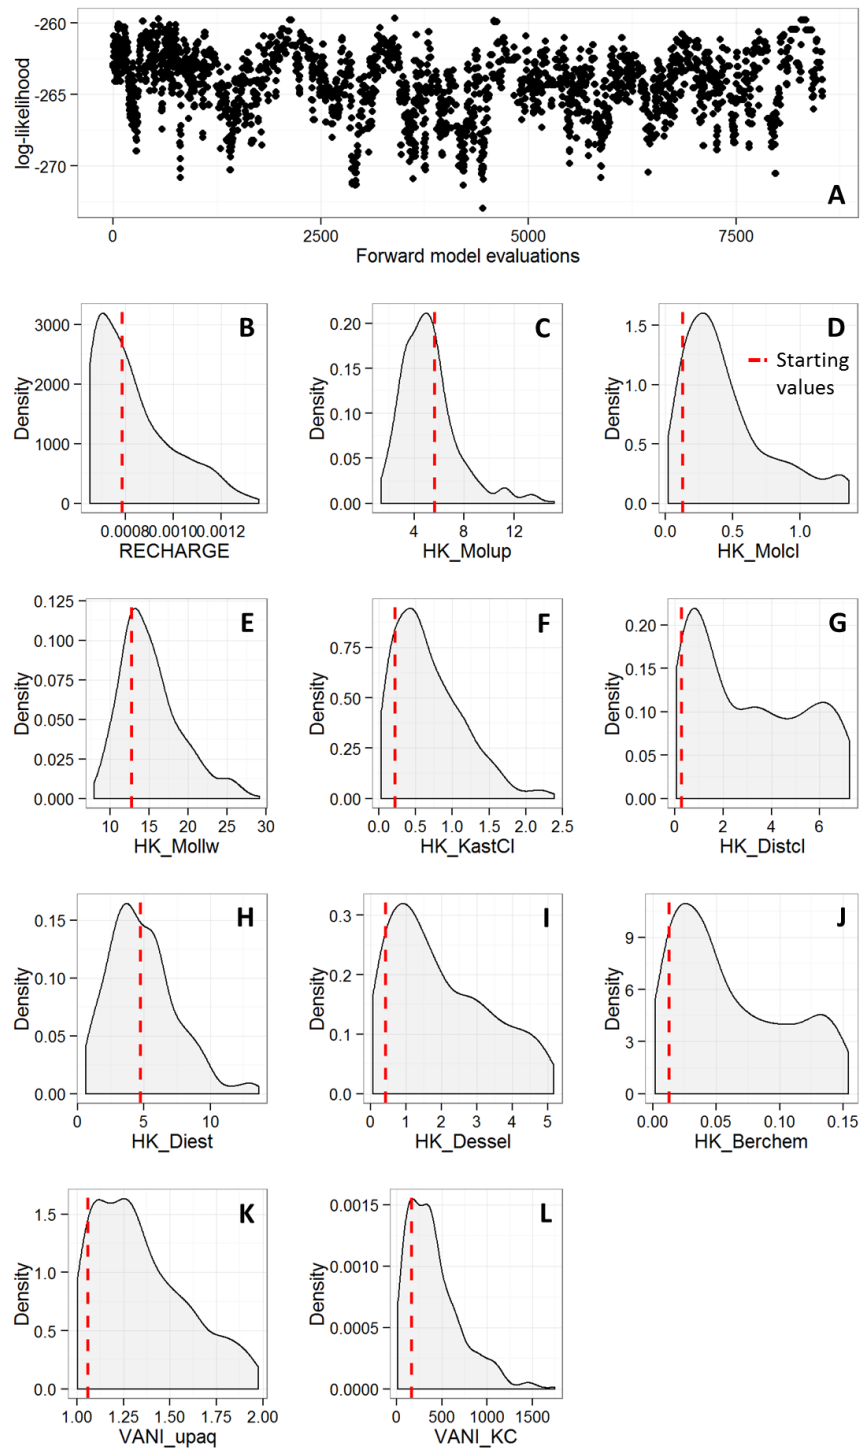 -260
-265
-270
log-likelihood
A
0 2500 5000 7500
Forward model evaluations
3000
2000
1000
0
Density
B
0.0008 0.0010 0.0012
RECHARGE
0.20
0.15
0.10
0.05
0.00
Density
C
4 8 12
HK_Molup
1.5
1.0
0.5
0.0
Density
D
Starting
values
0.0 0.5 1.0
HK_Molcl
0.125
0.100
0.075
0.050
0.025
0.000
Density
E
10 15 20 25 30
HK_Mollw
0.75
0.50
0.25
0.00
Density
F
0.0 0.5 1.0 1.5 2.0 2.5
HK_KastCl
0.20
0.15
0.10
0.05
0.00
Density
G
0 2 4 6
HK_Distcl
0.15
0.10
0.05
0.00
Density
H
0 5 10
HK_Diest
0.3
0.2
0.1
0.0
Density
I
0 1 2 3 4 5
HK_Dessel
9
6
3
0
Density
J
0.00 0.05 0.10 0.15
HK_Berchem
1.5
1.0
0.5
0.0
Density
K
1.00 1.25 1.50 1.75 2.00
VANI_upaq
0.0015
0.0010
0.0005
0.0000
Density
L
0 500 1000 1500
VANI_KC